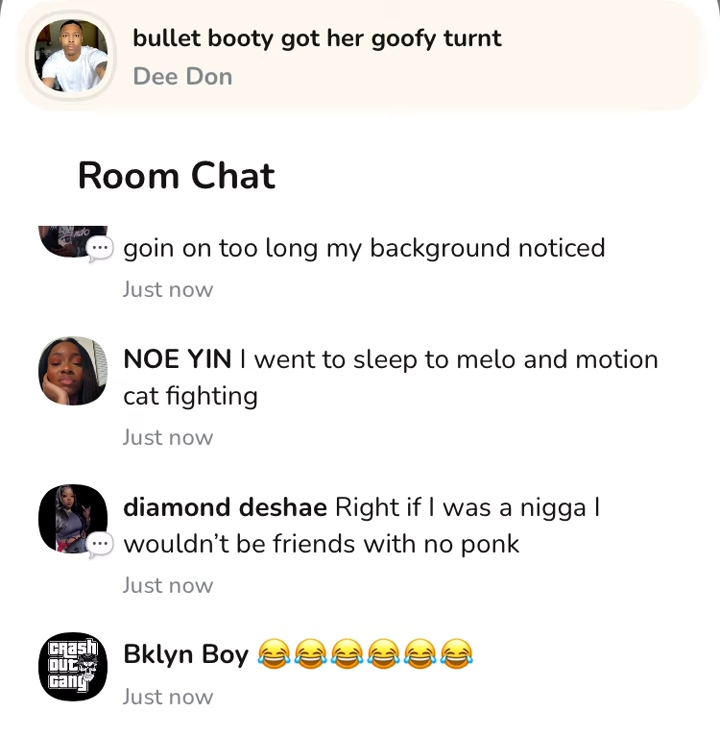 bullet booty got her goofy turnt
Dee Don
Room Chat
goin on too long my background noticed
Just now
NOE YIN I went to sleep to melo and motion
cat fighting
Just now
diamond deshae Right if I was a nigga I
wouldn't be friends with no ponk
Just now
CRASH
OUT
GANG
Bklyn Boy 😂😂😂😂😂😂
Just now